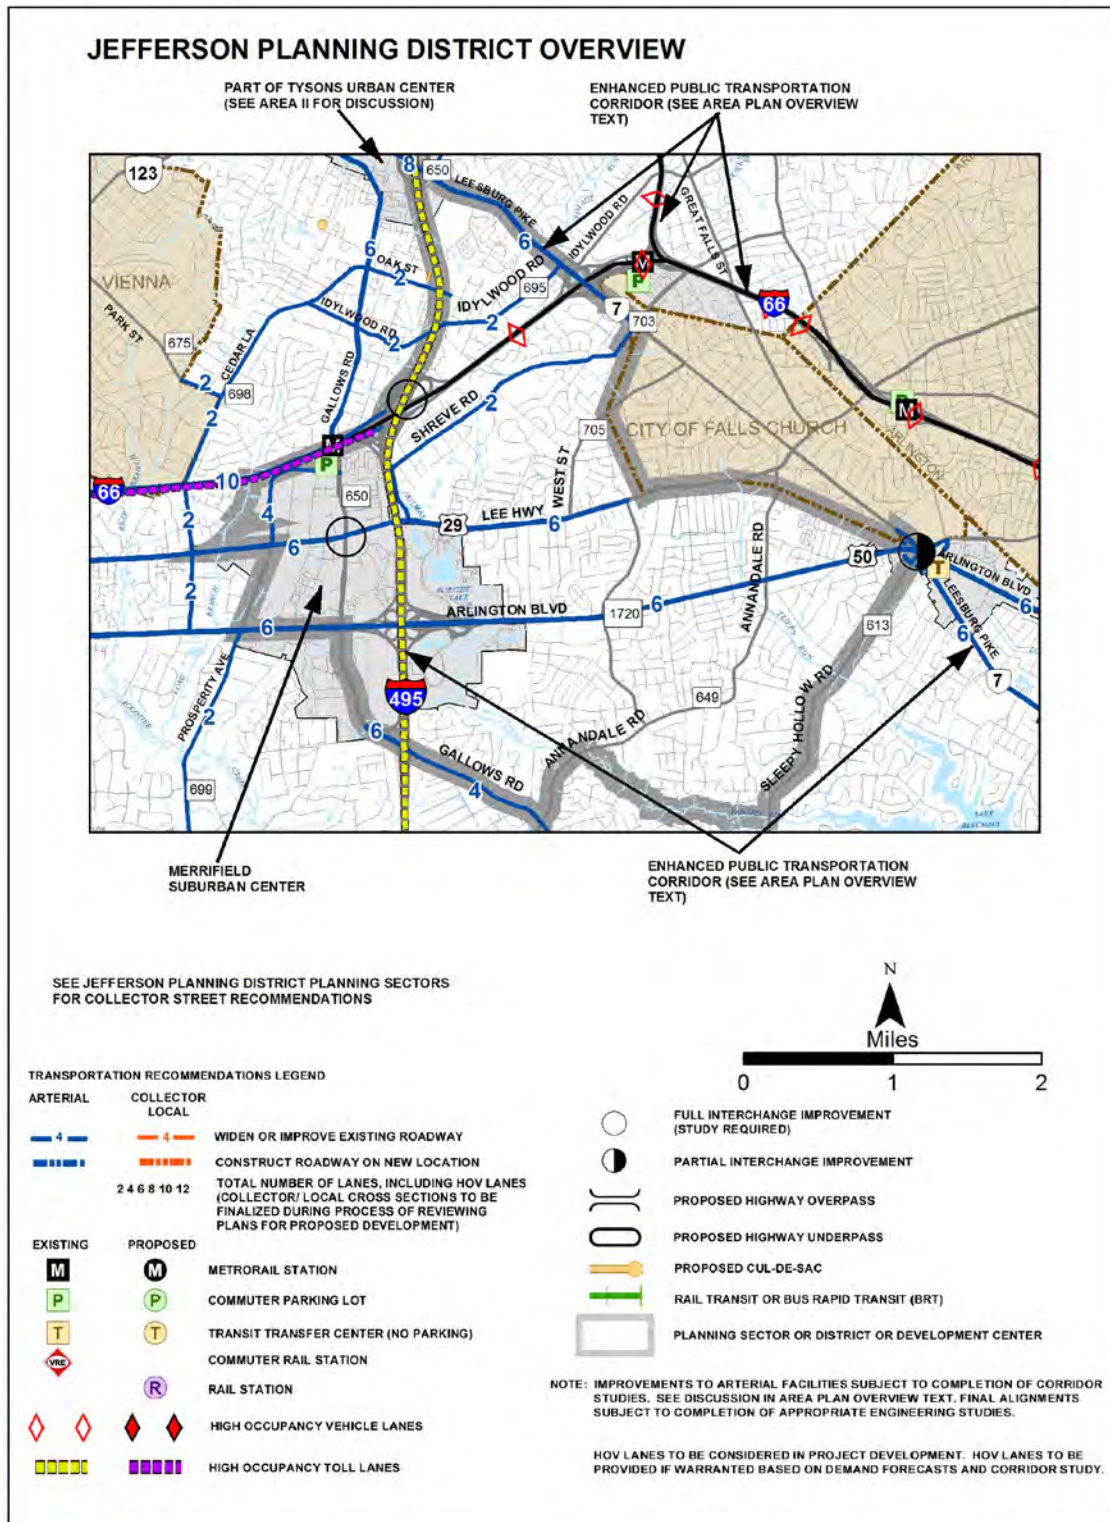 JEFFERSON PLANNING DISTRICT OVERVIEW
PART OF TYSONS URBAN CENTER
(SEE AREA II FOR DISCUSSION)
ENHANCED PUBLIC TRANSPORTATION
CORRIDOR (SEE AREA PLAN OVERVIEW
TEXT)
123
8
650
LEESBURG PIKE
IDYLWOOD RD
GREAT FALLS ST
6
OAK ST
2
6
IDYLWOOD RD
695
M
P
VIENNA
PARK ST
675
CEDAR LA
IDYLWOOD RD
2
2
7
703
66
2
698
GALLOWS RD
SHREVE RD
2
P
M
2
705
CITY OF FALLS CHURCH
ARLINGTON
M
P
66
10
650
WEST ST
2
4
29
LEE HWY
6
6
ANNANDALE RD
50
ARLINGTON BLVD
T
2
ARLINGTON BLVD
6
6
1720
6
613
LEESBURG PIKE
6
7
PROSPERITY AVE
2
495
649
SLEEPY HOLLOW RD
6
GALLOWS RD
4
ANNANDALE RD
699
MERRIFIELD
SUBURBAN CENTER
ENHANCED PUBLIC TRANSPORTATION
CORRIDOR (SEE AREA PLAN OVERVIEW
TEXT)
SEE JEFFERSON PLANNING DISTRICT PLANNING SECTORS
FOR COLLECTOR STREET RECOMMENDATIONS
N
Miles
0 1 2
TRANSPORTATION RECOMMENDATIONS LEGEND
ARTERIAL COLLECTOR
LOCAL
4 4 WIDEN OR IMPROVE EXISTING ROADWAY
CONSTRUCT ROADWAY ON NEW LOCATION
2 4 6 8 10 12 TOTAL NUMBER OF LANES, INCLUDING HOV LANES
(COLLECTOR/ LOCAL CROSS SECTIONS TO BE
FINALIZED DURING PROCESS OF REVIEWING
PLANS FOR PROPOSED DEVELOPMENT)
EXISTING PROPOSED
M M METRORAIL STATION
P P COMMUTER PARKING LOT
T T TRANSIT TRANSFER CENTER (NO PARKING)
VRE COMMUTER RAIL STATION
R RAIL STATION
HIGH OCCUPANCY VEHICLE LANES
HIGH OCCUPANCY TOLL LANES
FULL INTERCHANGE IMPROVEMENT
(STUDY REQUIRED)
PARTIAL INTERCHANGE IMPROVEMENT
PROPOSED HIGHWAY OVERPASS
PROPOSED HIGHWAY UNDERPASS
PROPOSED CUL-DE-SAC
RAIL TRANSIT OR BUS RAPID TRANSIT (BRT)
PLANNING SECTOR OR DISTRICT OR DEVELOPMENT CENTER
NOTE: IMPROVEMENTS TO ARTERIAL FACILITIES SUBJECT TO COMPLETION OF CORRIDOR
STUDIES. SEE DISCUSSION IN AREA PLAN OVERVIEW TEXT. FINAL ALIGNMENTS
SUBJECT TO COMPLETION OF APPROPRIATE ENGINEERING STUDIES.
HOV LANES TO BE CONSIDERED IN PROJECT DEVELOPMENT. HOV LANES TO BE
PROVIDED IF WARRANTED BASED ON DEMAND FORECASTS AND CORRIDOR STUDY.